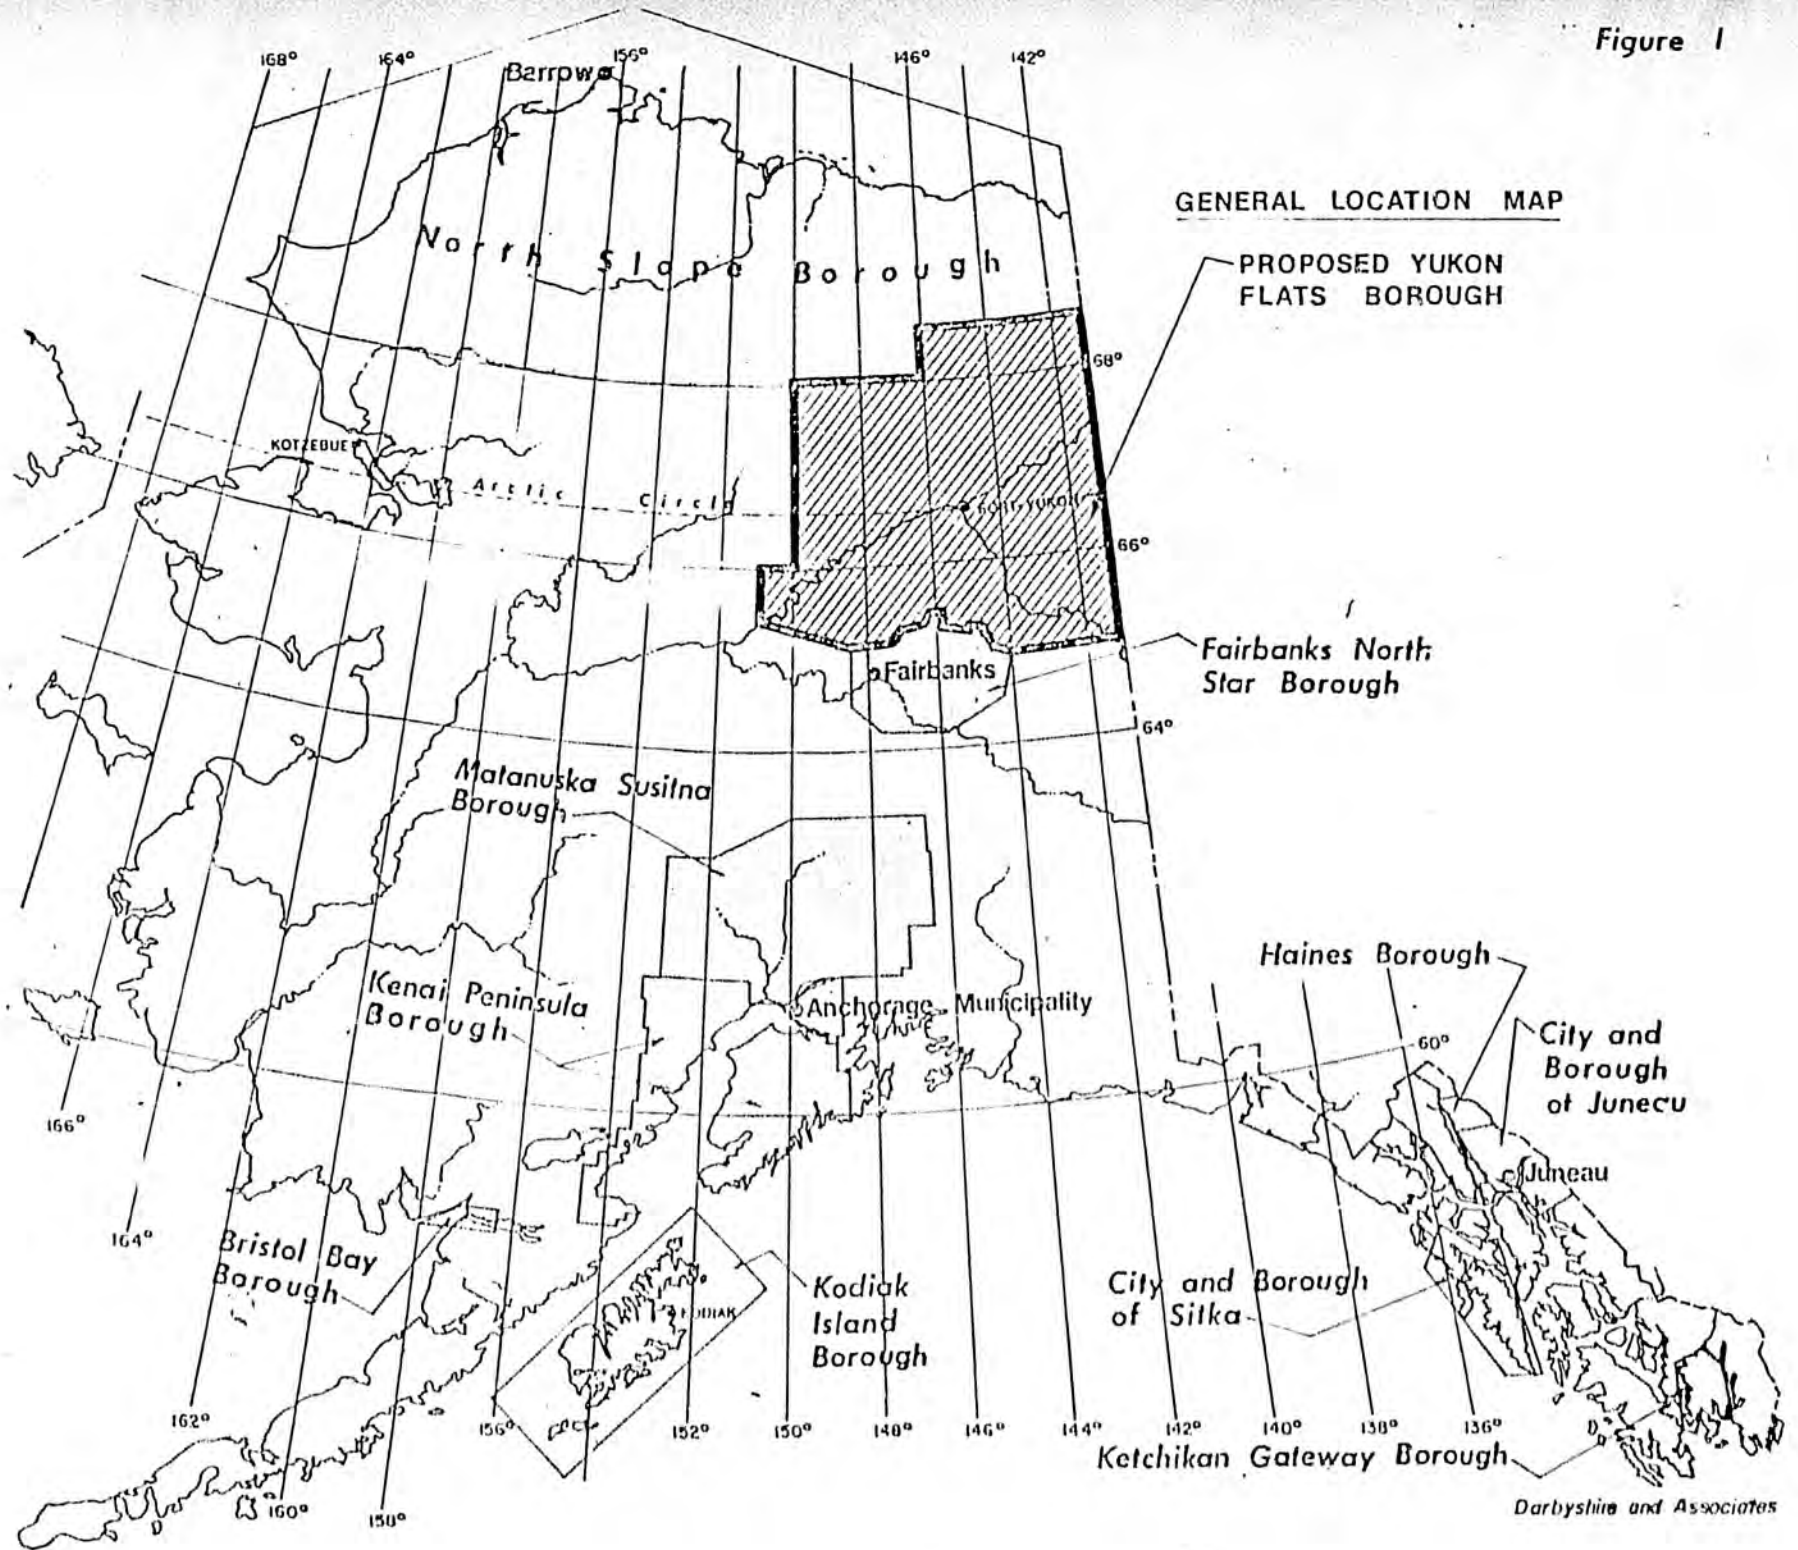 Figure 1
168°
164°
156°
146°
142°
Barrow
GENERAL LOCATION MAP
North Slope Borough
PROPOSED YUKON
FLATS BOROUGH
68°
KOTZEBUE
Arctic Circle
FORT YUKON
66°
Fairbanks North
Star Borough
Fairbanks
64°
Matanuska Susitna
Borough
Haines Borough
Kenai Peninsula
Borough
Anchorage Municipality
City and
Borough
of Juneau
60°
166°
Juneau
164°
Bristol Bay
Borough
Kodiak
Island
Borough
KODIAK
City and Borough
of Sitka
162°
156°
152°
150°
148°
146°
144°
142°
140°
138°
136°
Ketchikan Gateway Borough
160°
158°
Darbyshire and Associates